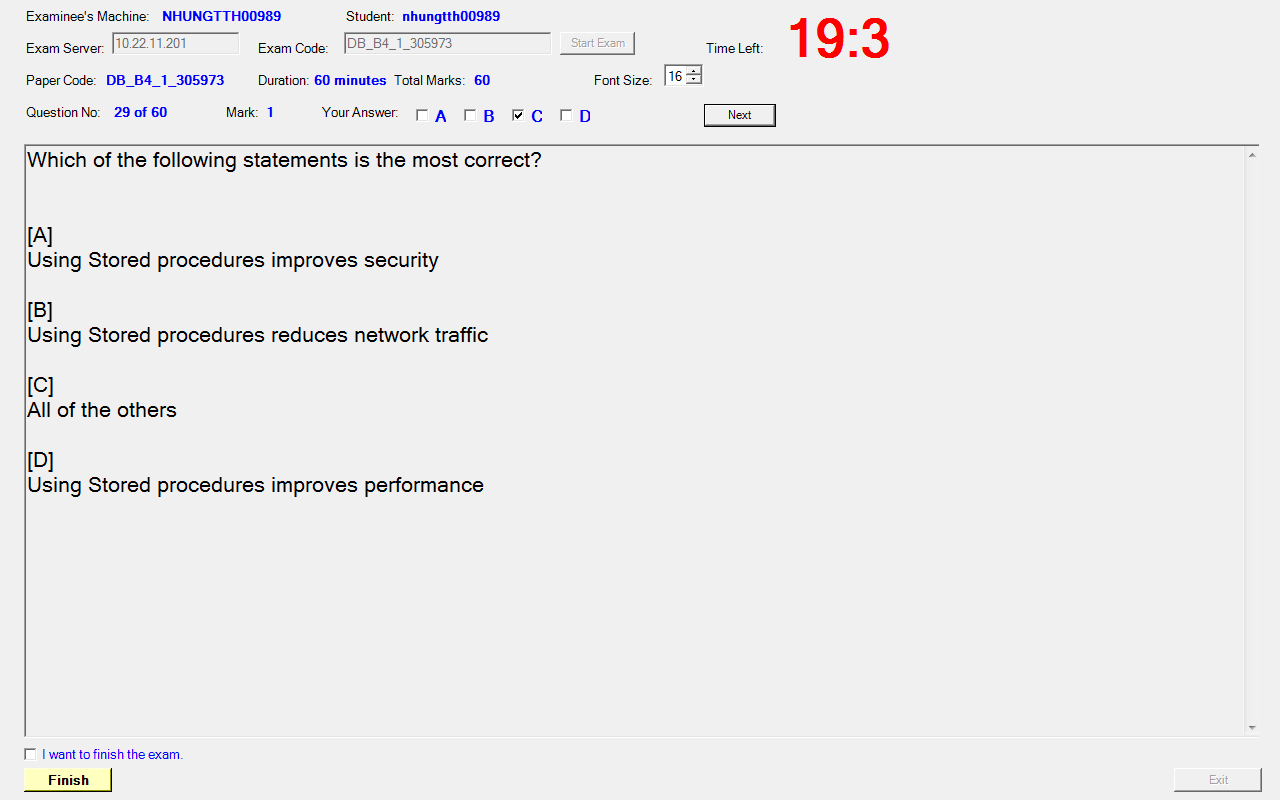 Examinee's Machine: NHUNGTTH00989 Student: nhungtth00989
Exam Server: 10.22.11.201 Exam Code: DB_B4_1_305973 Start Exam Time Left: 19:3
Paper Code: DB_B4_1_305973 Duration: 60 minutes Total Marks: 60 Font Size: 16
Question No: 29 of 60 Mark: 1 Your Answer: A B C D Next
Which of the following statements is the most correct?
[A]
Using Stored procedures improves security
[B]
Using Stored procedures reduces network traffic
[C]
All of the others
[D]
Using Stored procedures improves performance
I want to finish the exam.
Finish Exit